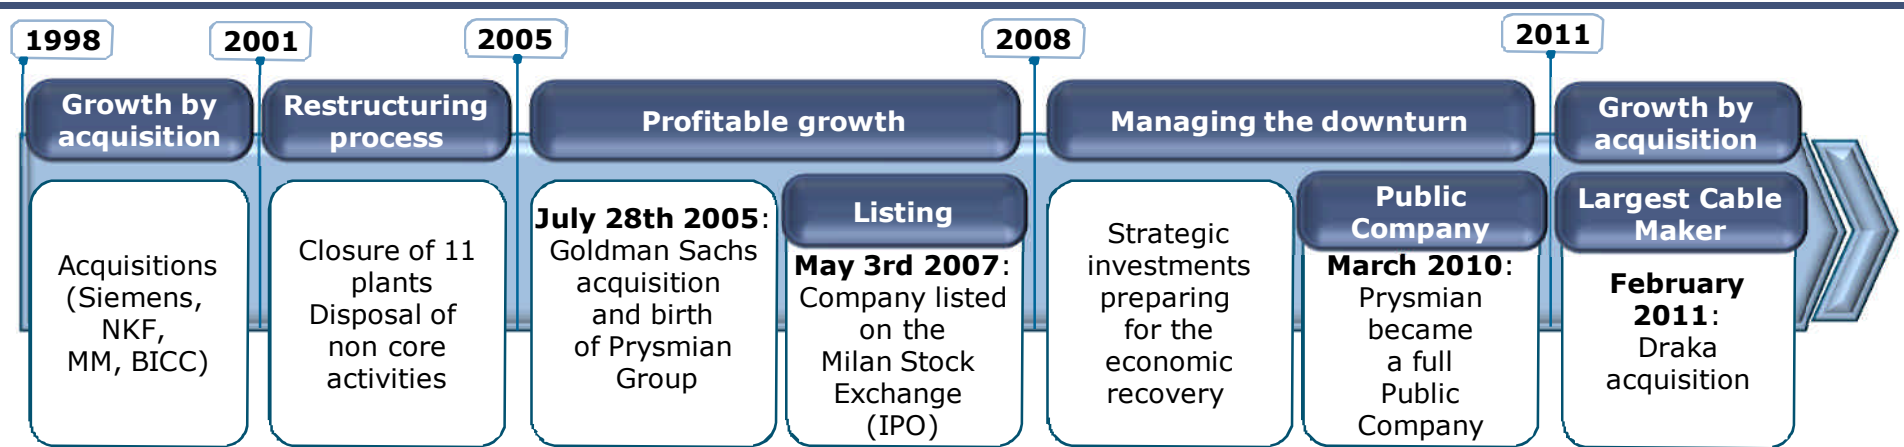 1998
2001
2005
2008
2011
Growth by
acquisition
Restructuring
process
Profitable growth
Managing the downturn
Growth by
acquisition
Acquisitions
(Siemens,
NKF,
MM, BICC)
Closure of 11
plants
Disposal of
non core
activities
July 28th 2005:
Goldman Sachs
acquisition
and birth
of Prysmian
Group
Listing
May 3rd 2007:
Company listed
on the
Milan Stock
Exchange
(IPO)
Strategic
investments
preparing
for the
economic
recovery
Public
Company
March 2010:
Prysmian
became
a full
Public
Company
Largest Cable
Maker
February
2011:
Draka
acquisition